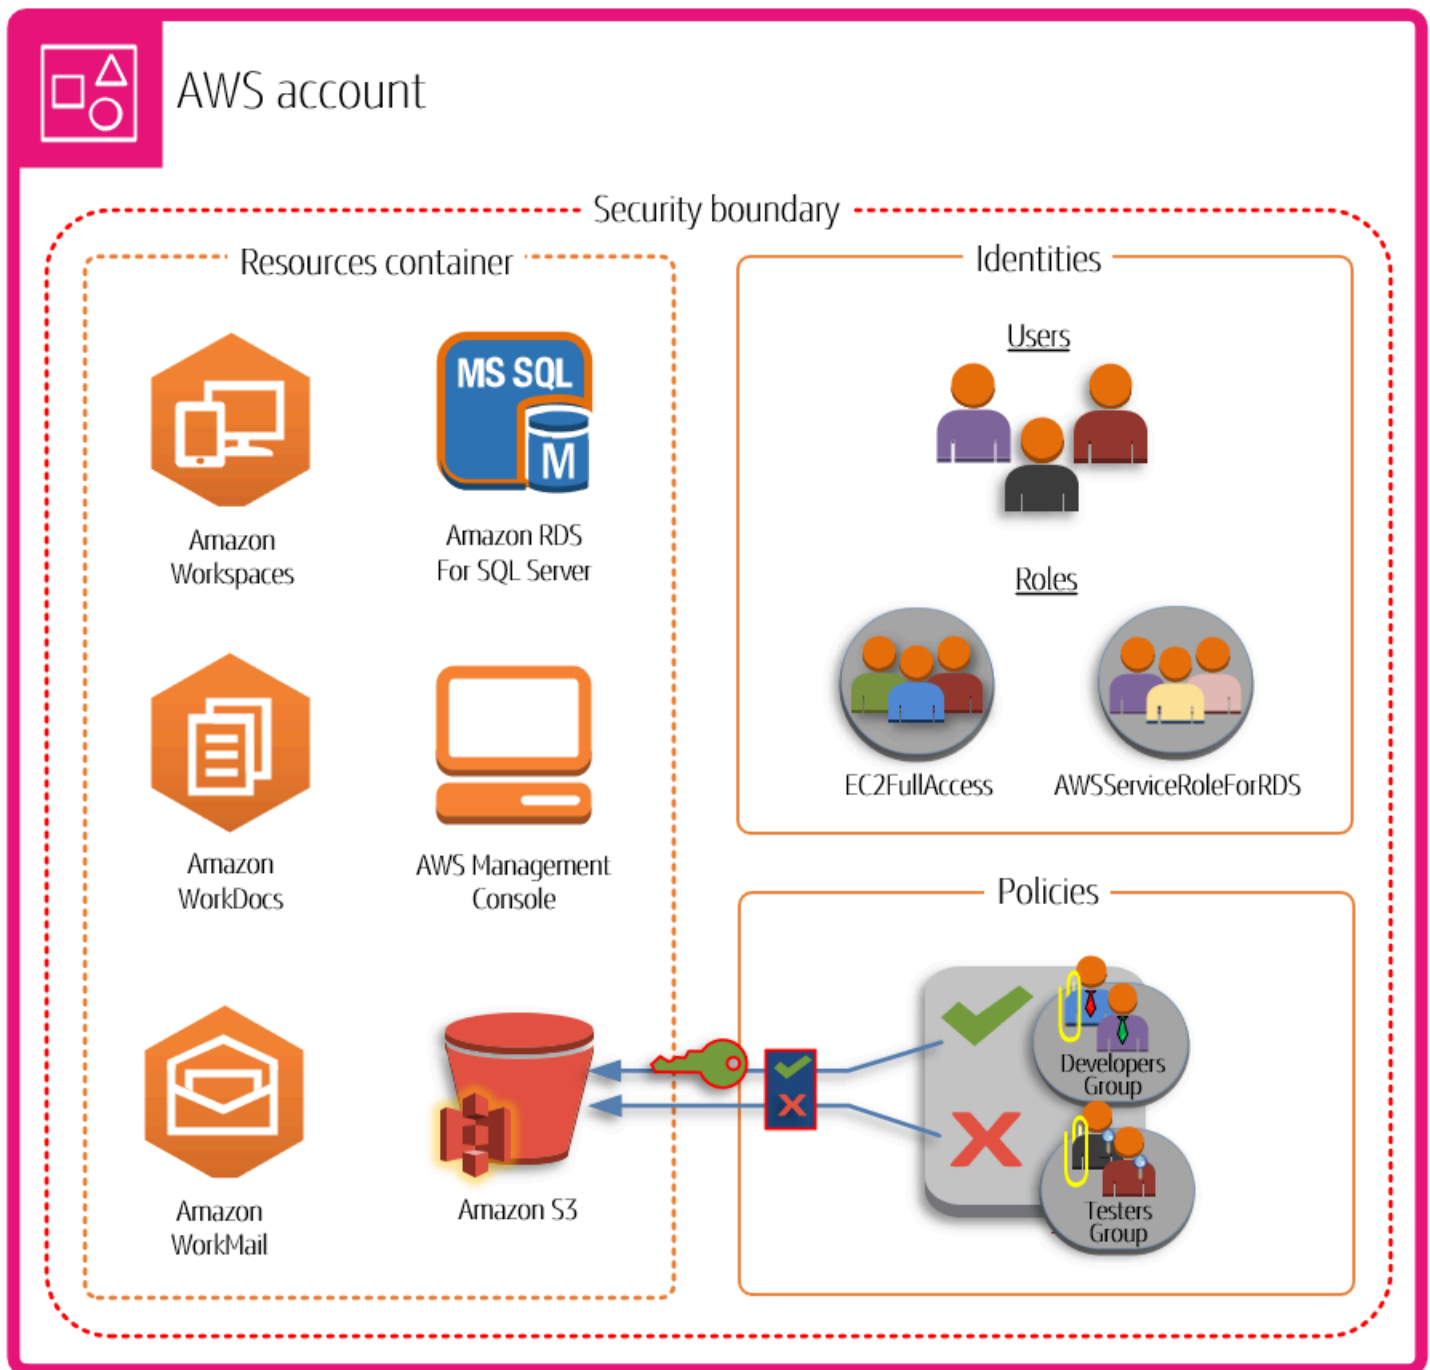 AWS account
Security boundary
Resources container
Amazon
Workspaces
MS SQL
M
Amazon RDS
For SQL Server
Amazon
WorkDocs
AWS Management
Console
Amazon
WorkMail
Amazon S3
Identities
Users
Roles
EC2FullAccess
AWSServiceRoleForRDS
Policies
Developers
Group
Testers
Group